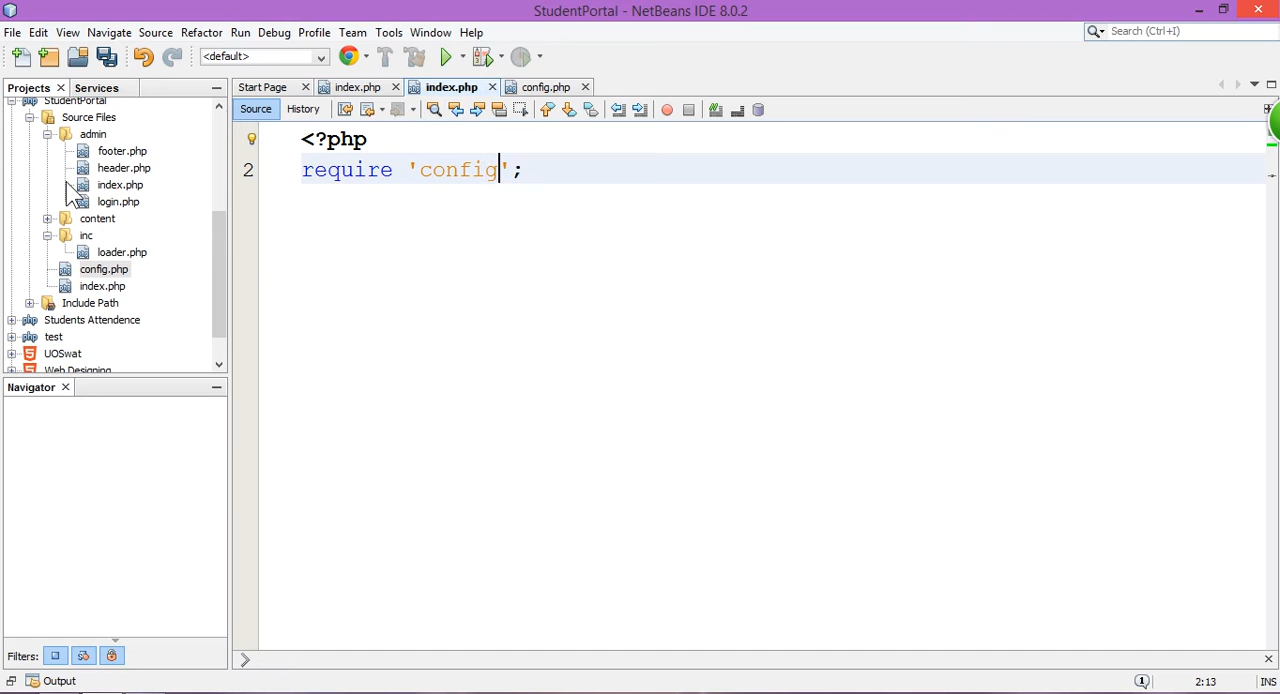 StudentPortal - NetBeans IDE 8.0.2
File Edit View Navigate Source Refactor Run Debug Profile Team Tools Window Help
Search (Ctrl+I)
<default>
Projects Services
Start Page index.php index.php config.php
Source History
StudentPortal
Source Files
admin
footer.php
header.php
index.php
login.php
content
inc
loader.php
config.php
index.php
Include Path
Students Attendence
test
UOSwat
Web Designing
<?php
2 require 'config';
Navigator
Filters:
Output
1
2:13
INS